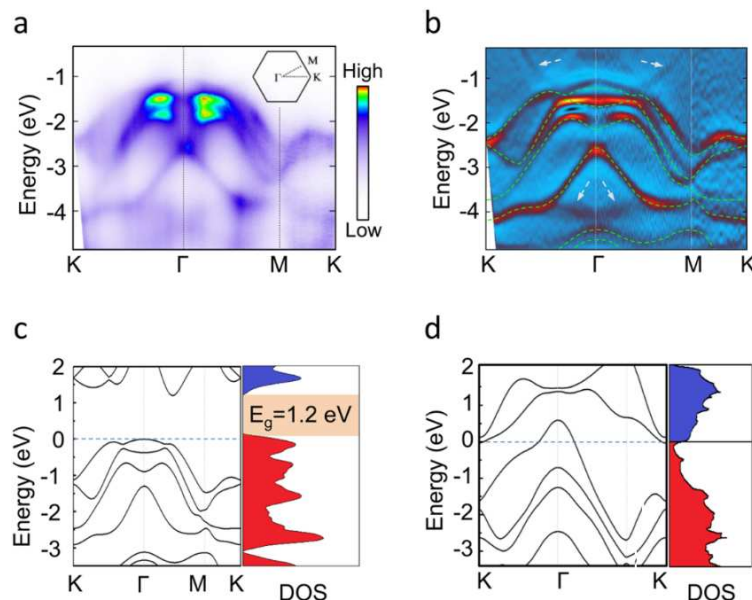 a
Energy (eV)
-1
-2
-3
-4
K Γ M K
M
Γ K
High
Low
b
Energy (eV)
-1
-2
-3
-4
K Γ M K
c
Energy (eV)
2
1
0
-1
-2
-3
K Γ M K
E_g=1.2 eV
DOS
d
Energy (eV)
2
1
0
-1
-2
-3
K Γ K
DOS